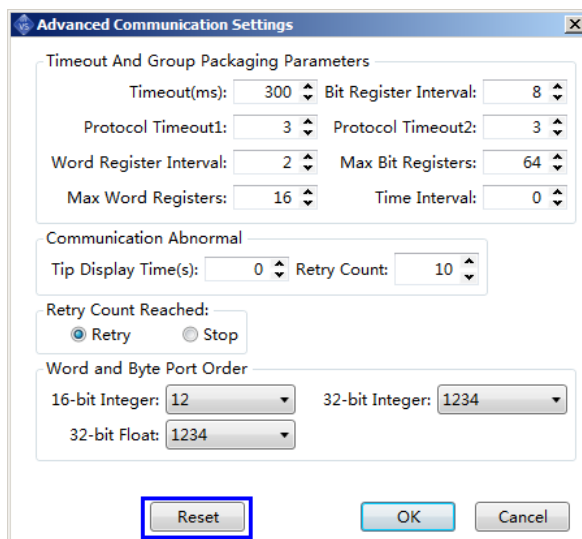 VS Advanced Communication Settings
Timeout And Group Packaging Parameters
Timeout(ms): 300 Bit Register Interval: 8
Protocol Timeout1: 3 Protocol Timeout2: 3
Word Register Interval: 2 Max Bit Registers: 64
Max Word Registers: 16 Time Interval: 0
Communication Abnormal
Tip Display Time(s): 0 Retry Count: 10
Retry Count Reached:
Retry Stop
Word and Byte Port Order
16-bit Integer: 12 32-bit Integer: 1234
32-bit Float: 1234
Reset OK Cancel